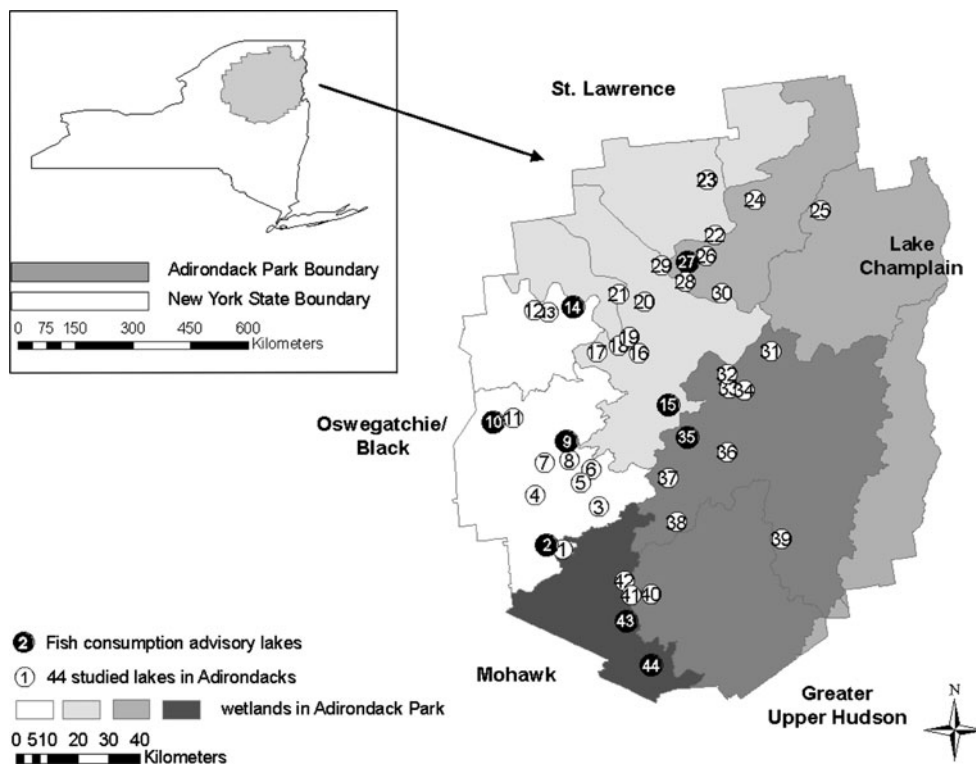 St. Lawrence
Adirondack Park Boundary
New York State Boundary
0 75 150 300 450 600
Kilometers
23
24
25
22
Lake
Champlain
27 26
29
28
30
21 20
12 13 14
19
18
17 16
31
32
33 34
15
10 11
Oswegatchie/
Black
9
35
8
7
6
36
5
37
4
3
38
39
2 1
42
41 40
43
44
2 Fish consumption advisory lakes
1 44 studied lakes in Adirondacks
Mohawk
wetlands in Adirondack Park
Greater
Upper Hudson
N
0 5 10 20 30 40
Kilometers